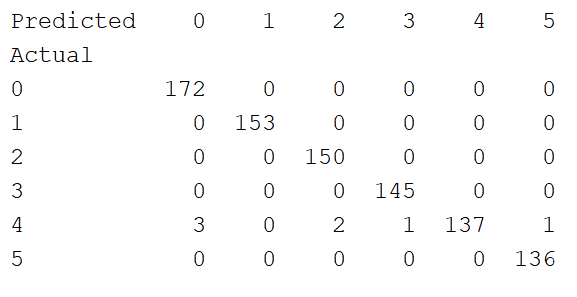 Predicted 0 1 2 3 4 5
Actual
0 172 0 0 0 0 0
1 0 153 0 0 0 0
2 0 0 150 0 0 0
3 0 0 0 145 0 0
4 3 0 2 1 137 1
5 0 0 0 0 0 136